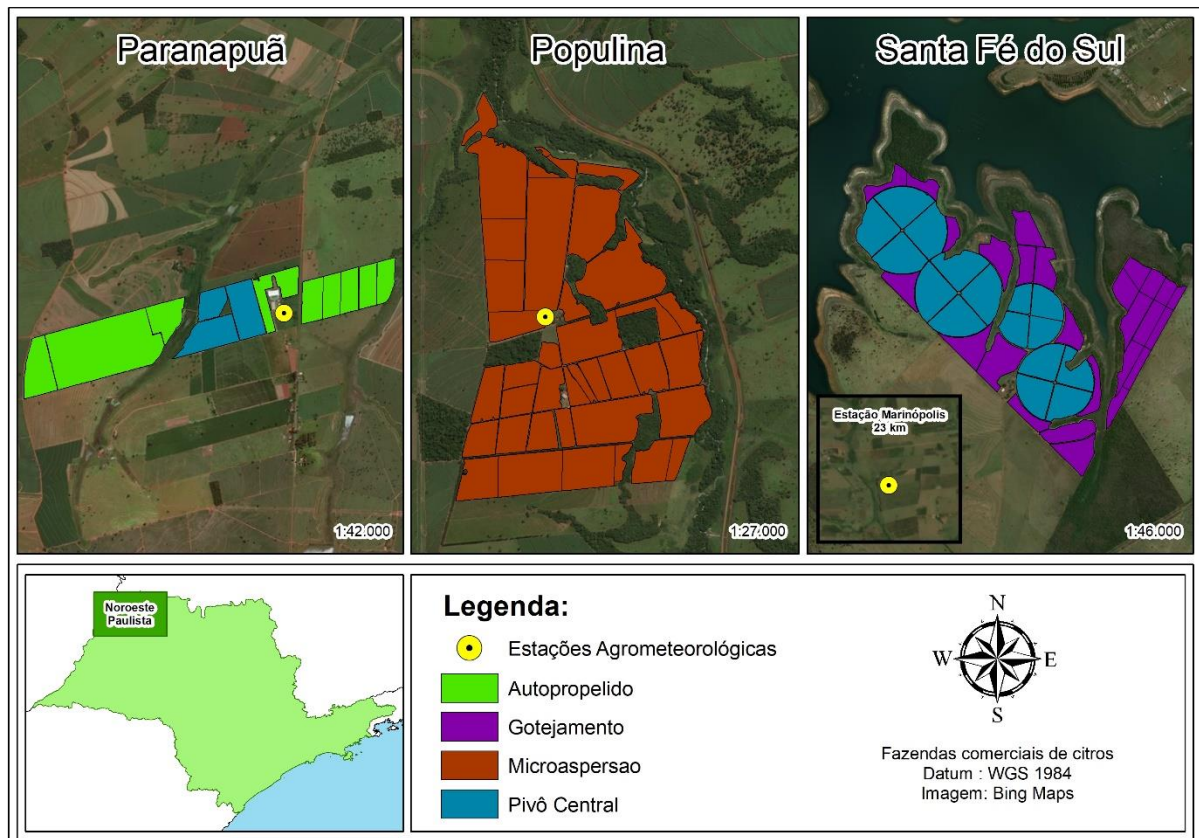 Paranapuã
Populina
Santa Fé do Sul
Estação Marinópolis
23 km
1:42.000
1:27.000
1:46.000
Noroeste
Paulista
Legenda:
Estações Agrometeorológicas
Autopropelido
Gotejamento
Microaspersao
Pivô Central
N
W
E
S
Fazendas comerciais de citros
Datum : WGS 1984
Imagem: Bing Maps